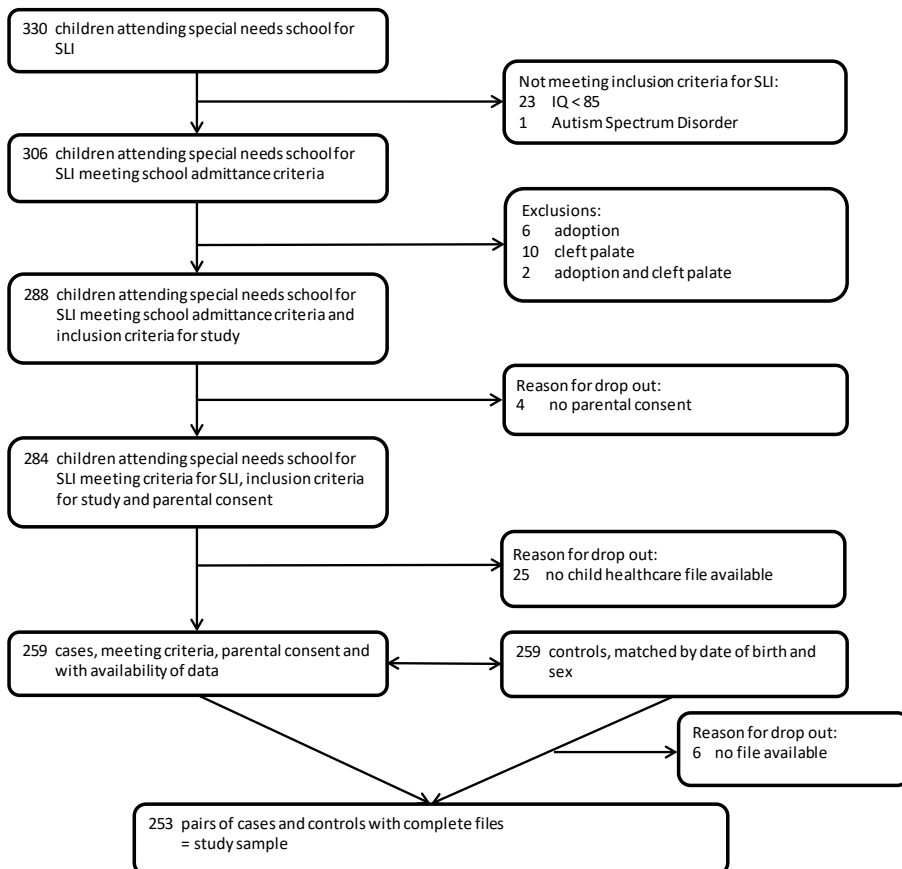 330 children attending special needs school for
SLI
Not meeting inclusion criteria for SLI:
23 IQ < 85
1 Autism Spectrum Disorder
306 children attending special needs school for
SLI meeting school admittance criteria
Exclusions:
6 adoption
10 cleft palate
2 adoption and cleft palate
288 children attending special needs school for
SLI meeting school admittance criteria and
inclusion criteria for study
Reason for drop out:
4 no parental consent
284 children attending special needs school for
SLI meeting criteria for SLI, inclusion criteria
for study and parental consent
Reason for drop out:
25 no child healthcare file available
259 cases, meeting criteria, parental consent and
with availability of data
259 controls, matched by date of birth and
sex
Reason for drop out:
6 no file available
253 pairs of cases and controls with complete files
= study sample